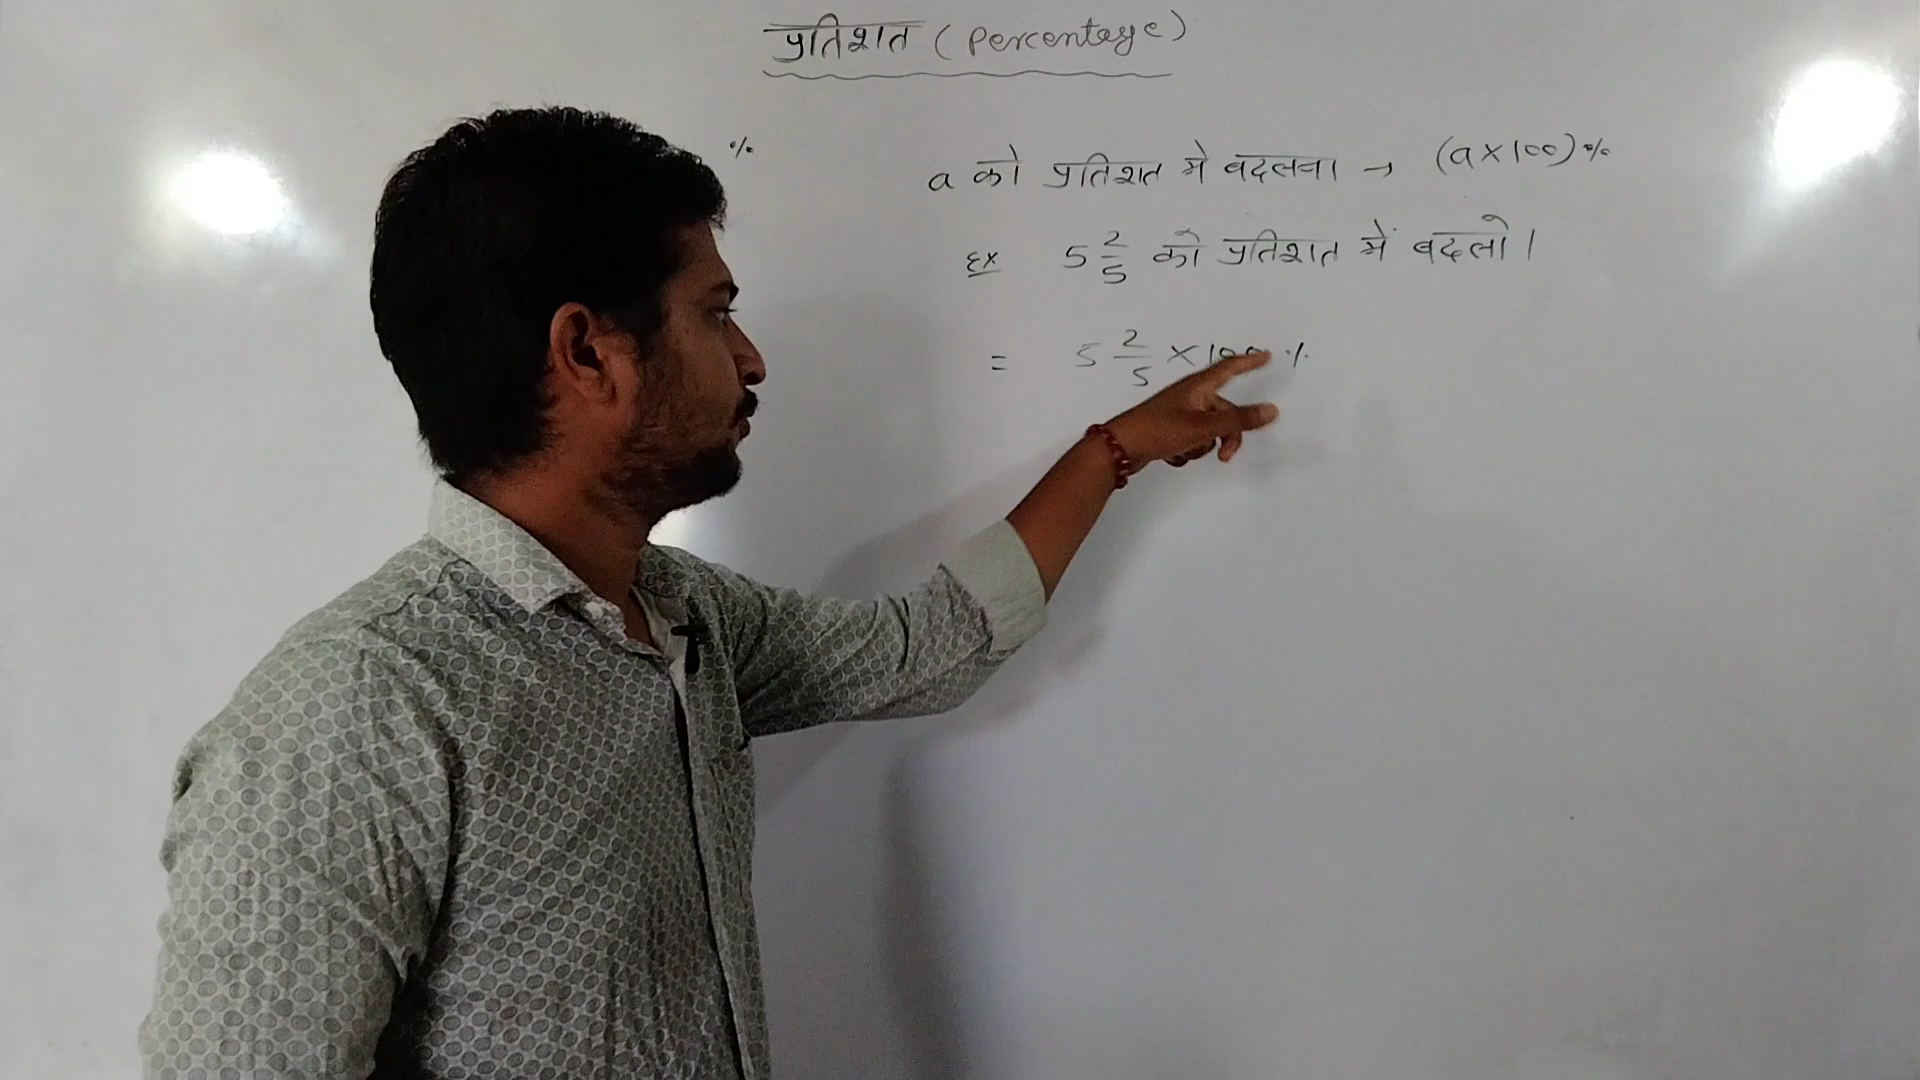 प्रतिशत ( Percentage )
%
a को प्रतिशत मे बदलना → (a×100)%
Ex 5 2/5 को प्रतिशत में बदलो।
= 5 2/5 ×100 %